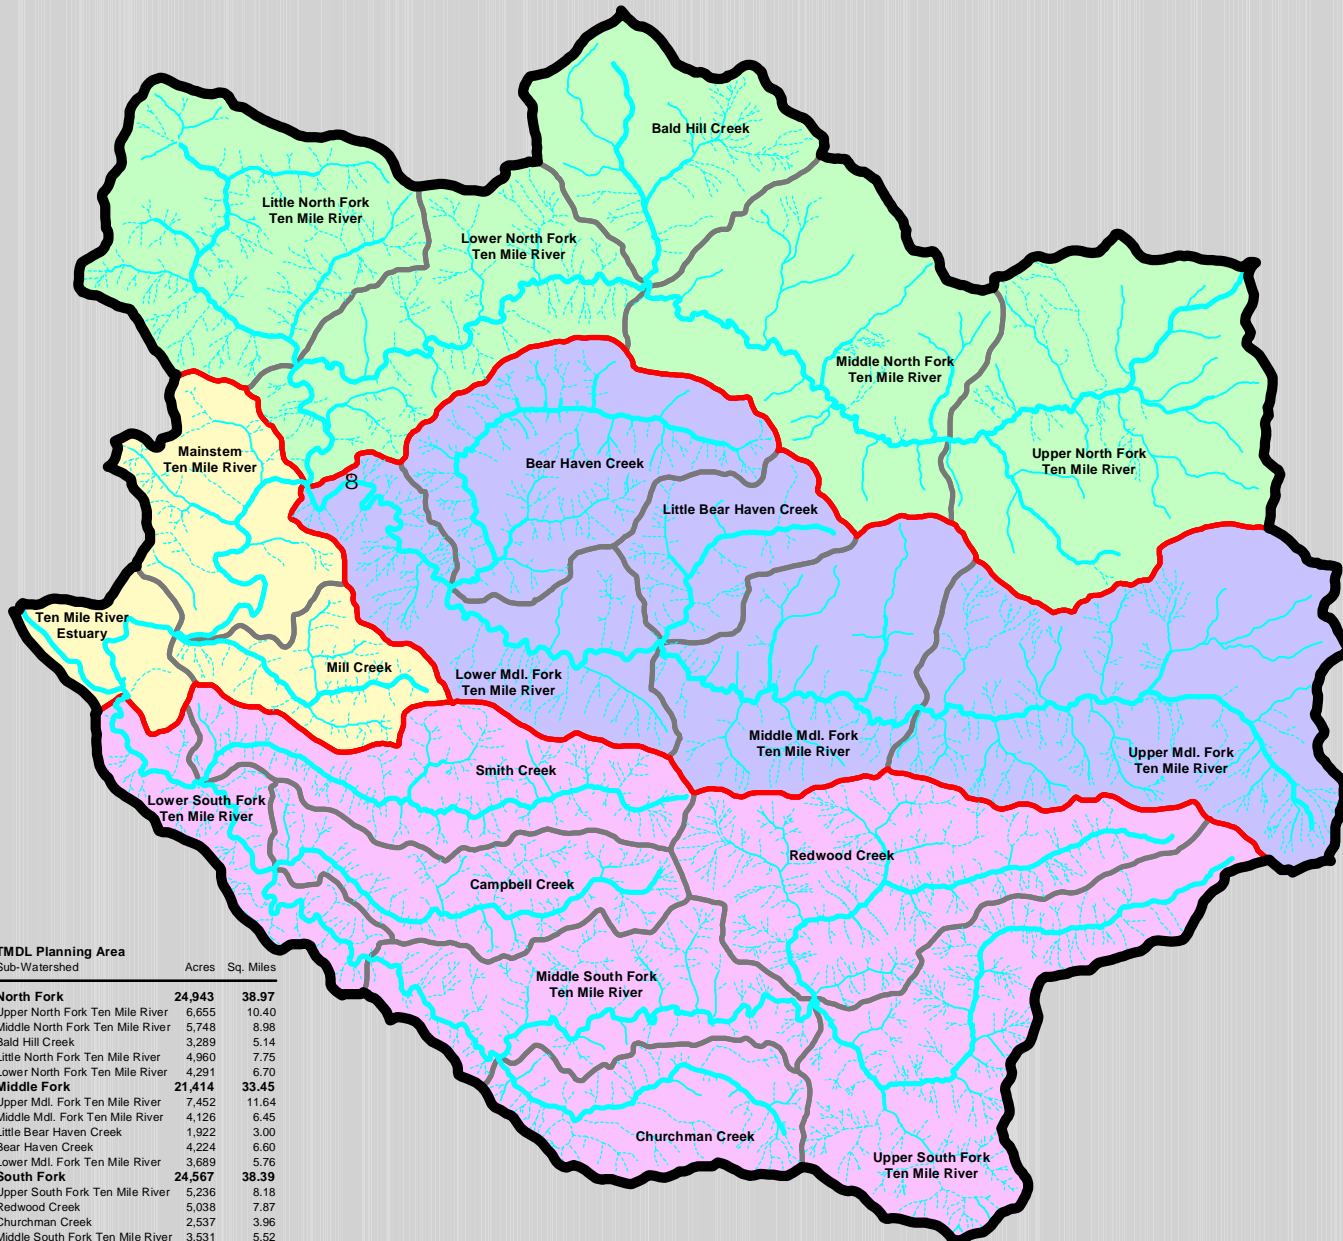 Bald Hill Creek
Little North Fork
Ten Mile River
Lower North Fork
Ten Mile River
Middle North Fork
Ten Mile River
Upper North Fork
Ten Mile River
Mainstem
Ten Mile River
Bear Haven Creek
8
Little Bear Haven Creek
Ten Mile River
Estuary
Mill Creek
Lower Mdl. Fork
Ten Mile River
Middle Mdl. Fork
Ten Mile River
Upper Mdl. Fork
Ten Mile River
Smith Creek
Lower South Fork
Ten Mile River
Redwood Creek
Campbell Creek
Middle South Fork
Ten Mile River
Churchman Creek
Upper South Fork
Ten Mile River
TMDL Planning Area
Sub-Watershed Acres Sq. Miles
North Fork 24,943 38.97
Upper North Fork Ten Mile River 6,655 10.40
Middle North Fork Ten Mile River 5,748 8.98
Bald Hill Creek 3,289 5.14
Little North Fork Ten Mile River 4,960 7.75
Lower North Fork Ten Mile River 4,291 6.70
Middle Fork 21,414 33.45
Upper Mdl. Fork Ten Mile River 7,452 11.64
Middle Mdl. Fork Ten Mile River 4,126 6.45
Little Bear Haven Creek 1,922 3.00
Bear Haven Creek 4,224 6.60
Lower Mdl. Fork Ten Mile River 3,689 5.76
South Fork 24,567 38.39
Upper South Fork Ten Mile River 5,236 8.18
Redwood Creek 5,038 7.87
Churchman Creek 2,537 3.96
Middle South Fork Ten Mile River 3,531 5.52